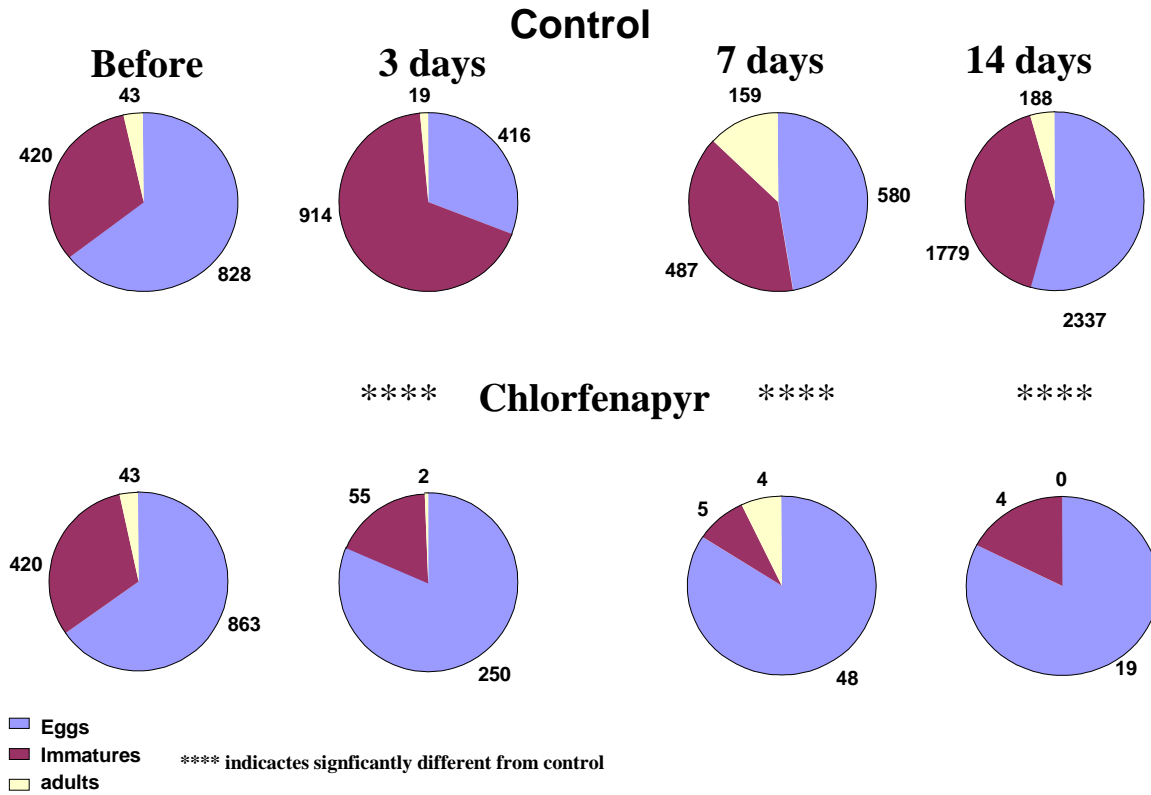 Control
Before 3 days 7 days 14 days
43 19 159 188
420 416
914 580
487 1779
828 2337
**** Chlorfenapyr **** ****
43 2 4 0
55 5 4
420
863 250 48 19
Eggs
Immatures
adults
**** indicactes signficantly different from control